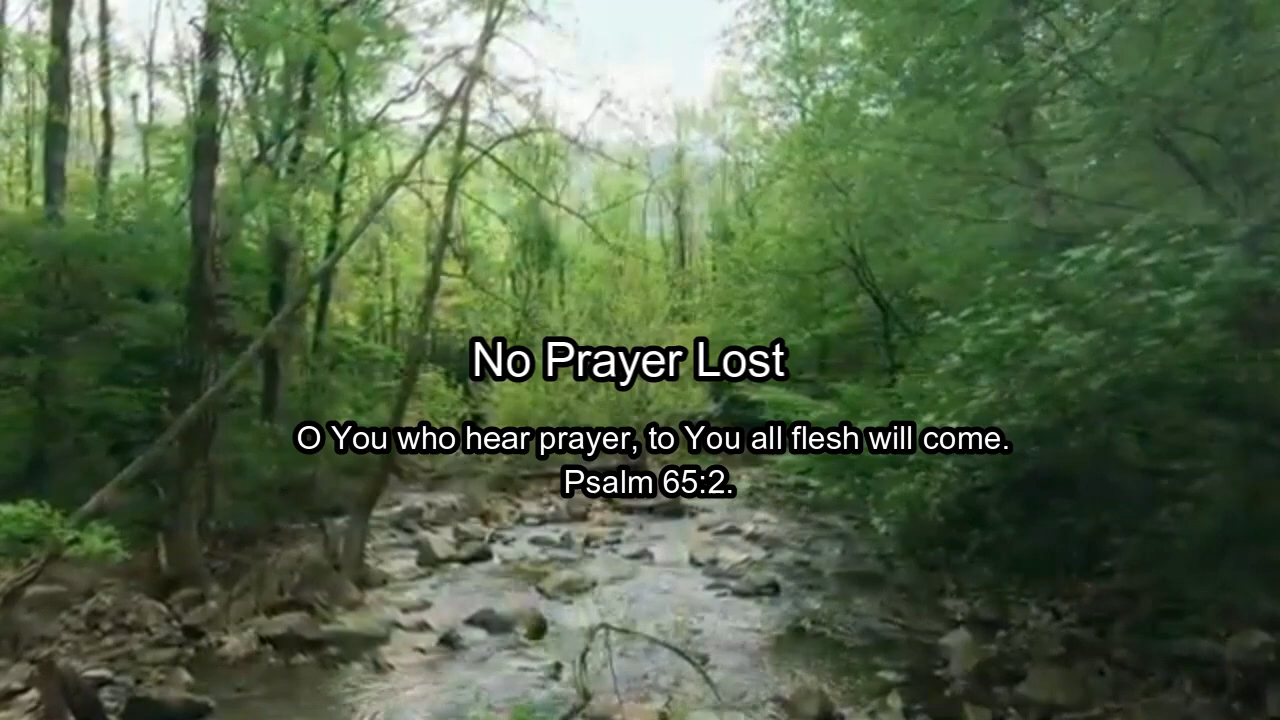 No Prayer Lost
O You who hear prayer, to You all flesh will come.
Psalm 65:2.